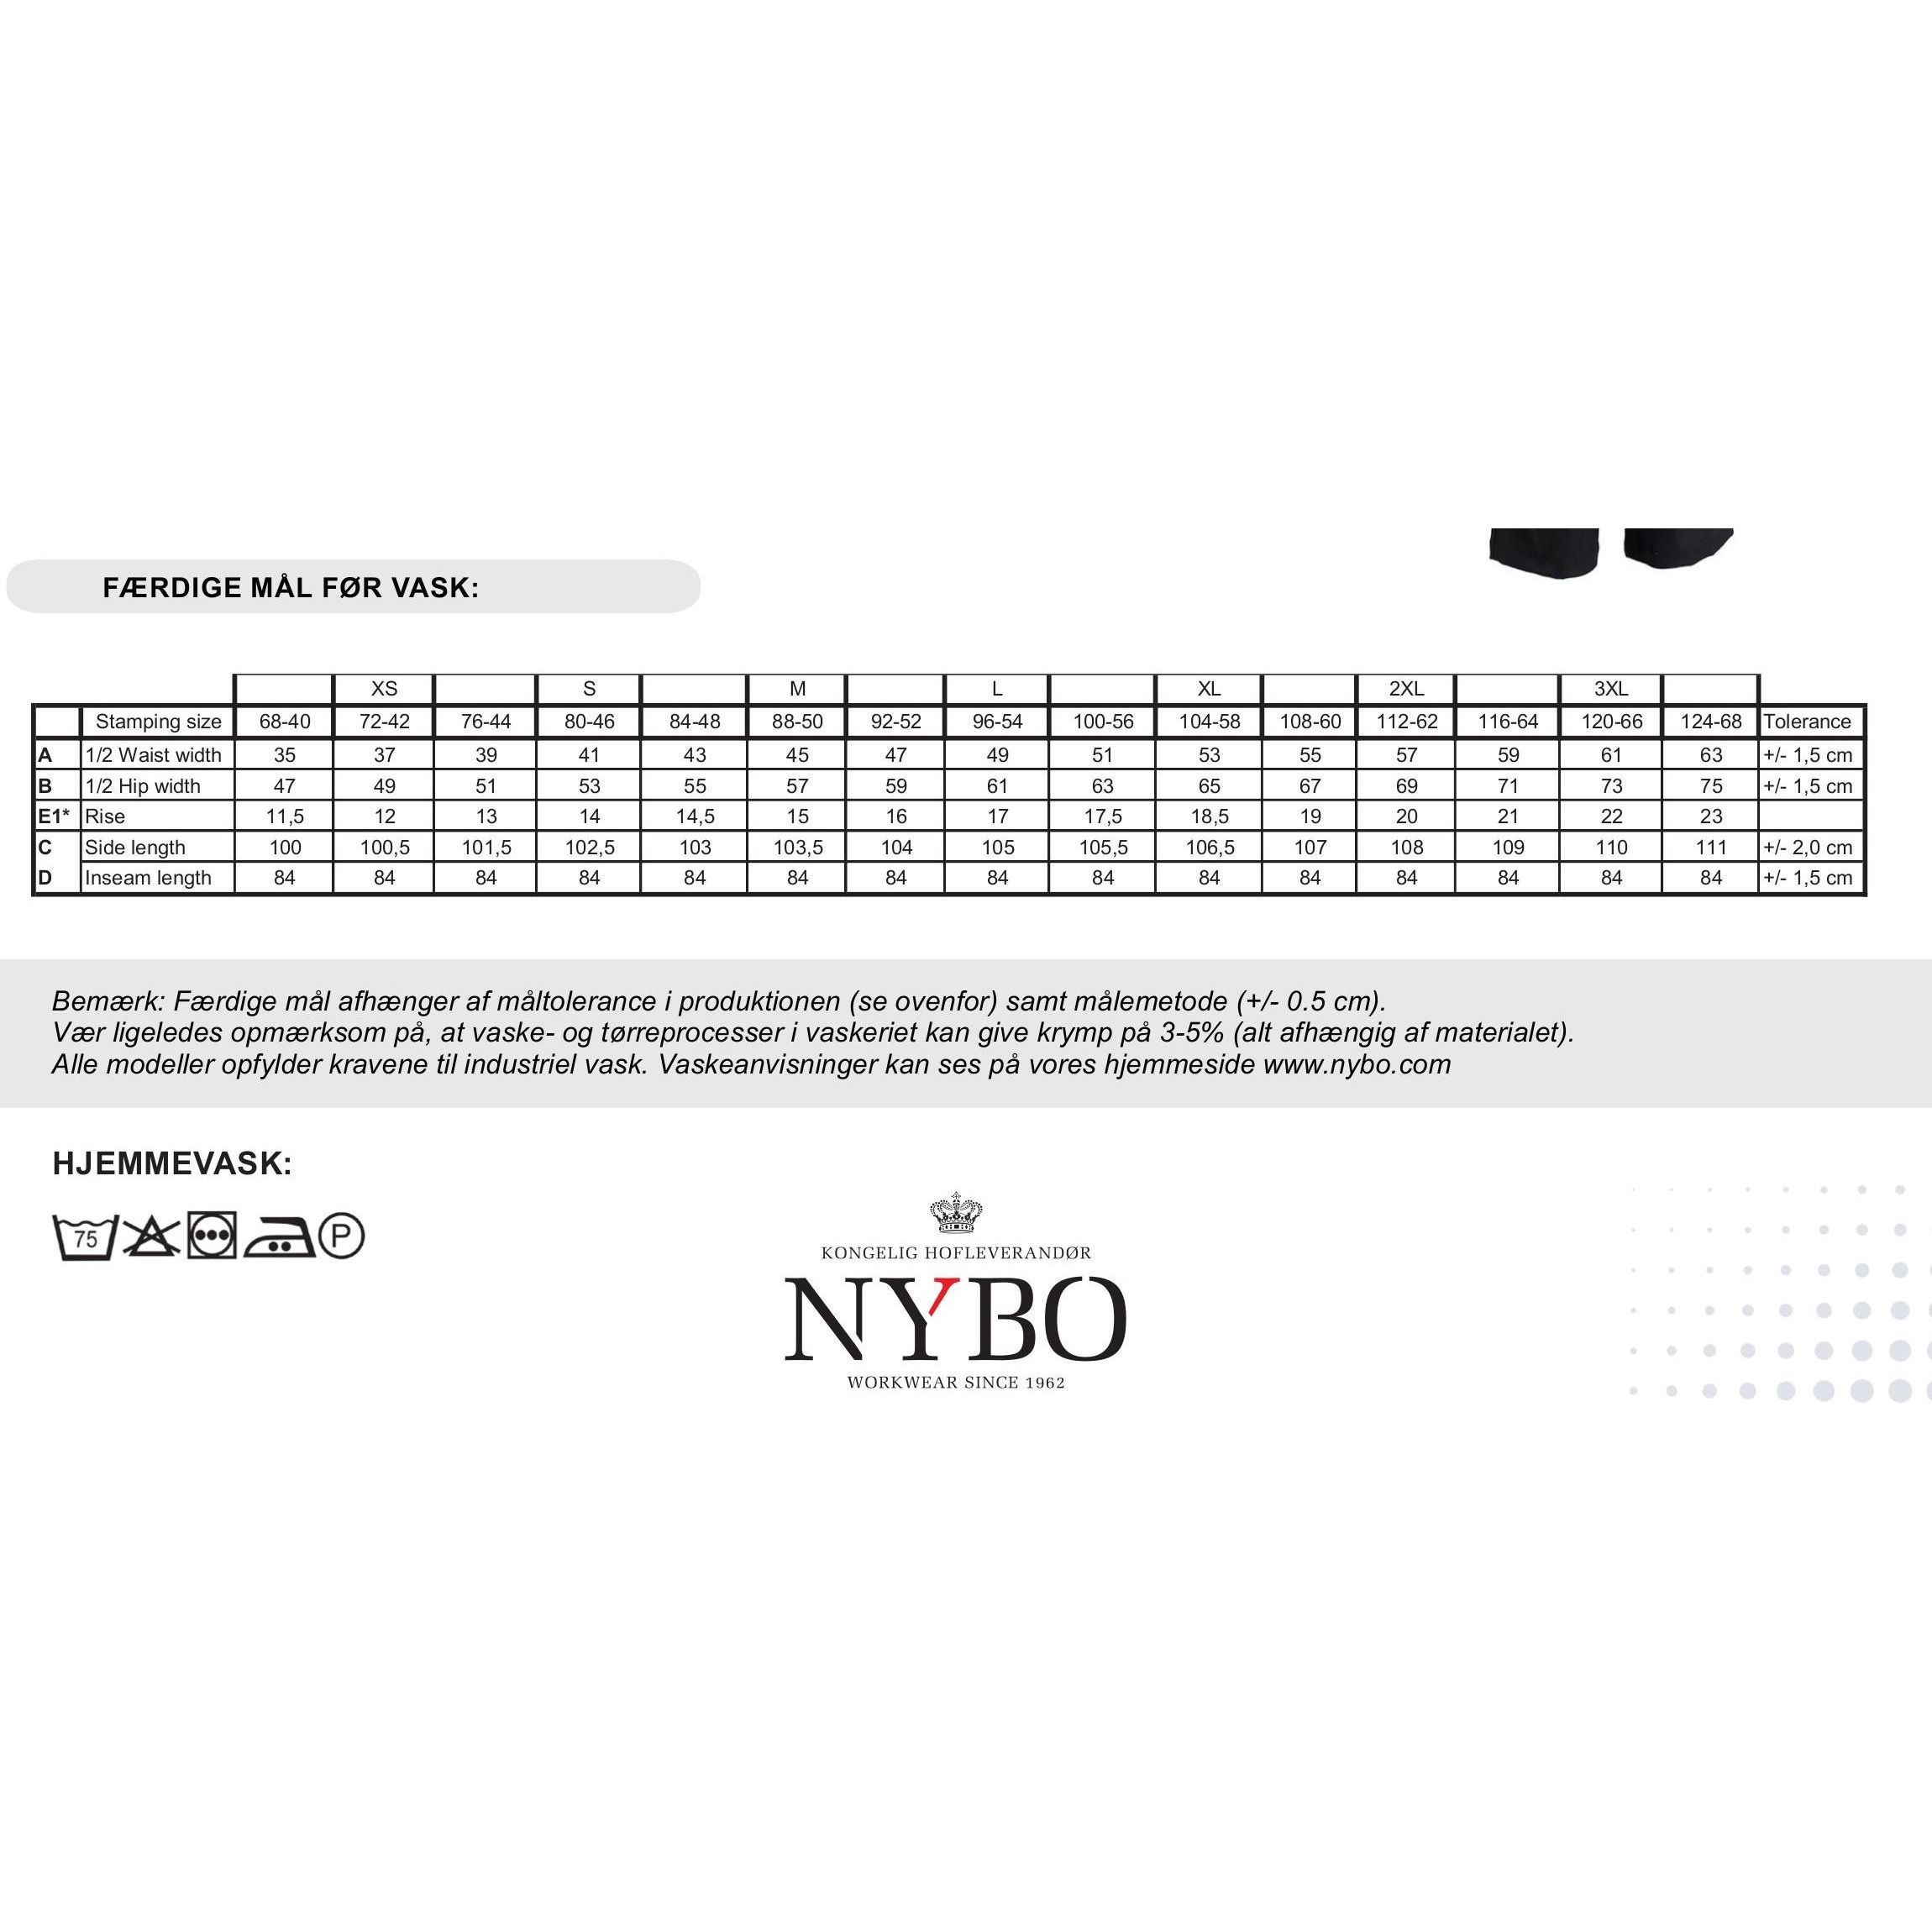 FÆRDIGE MÅL FØR VASK:
XS S M L XL 2XL 3XL
Stamping size 68-40 72-42 76-44 80-46 84-48 88-50 92-52 96-54 100-56 104-58 108-60 112-62 116-64 120-66 124-68 Tolerance
A 1/2 Waist width 35 37 39 41 43 45 47 49 51 53 55 57 59 61 63 +/- 1,5 cm
B 1/2 Hip width 47 49 51 53 55 57 59 61 63 65 67 69 71 73 75 +/- 1,5 cm
E1* Rise 11,5 12 13 14 14,5 15 16 17 17,5 18,5 19 20 21 22 23
C Side length 100 100,5 101,5 102,5 103 103,5 104 105 105,5 106,5 107 108 109 110 111 +/- 2,0 cm
D Inseam length 84 84 84 84 84 84 84 84 84 84 84 84 84 84 84 +/- 1,5 cm
Bemærk: Færdige mål afhænger af måltolerance i produktionen (se ovenfor) samt målemetode (+/- 0.5 cm).
Vær ligeledes opmærksom på, at vaske- og tørreprocesser i vaskeriet kan give krymp på 3-5% (alt afhængig af materialet).
Alle modeller opfylder kravene til industriel vask. Vaskeanvisninger kan ses på vores hjemmeside www.nybo.com
HJEMMEVASK:
75 P
KONGELIG HOFLEVERANDØR
NYBO
WORKWEAR SINCE 1962